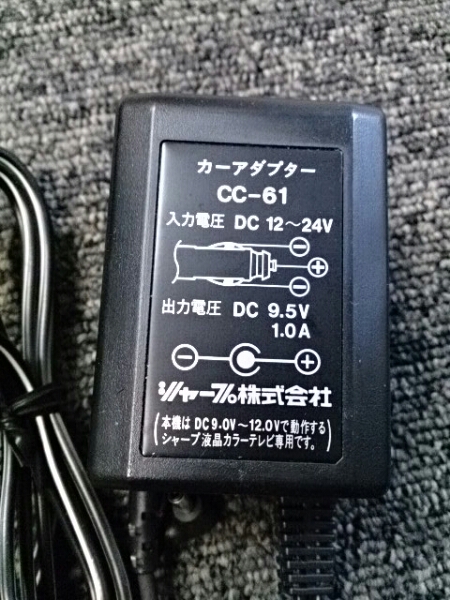 カーアダプター
CC-61
入力電圧 DC 12〜24V
出力電圧 DC 9.5V
1.0A
シャープ株式会社
(本機はDC9.0V〜12.0Vで動作する
シャープ液晶カラーテレビ専用です。)